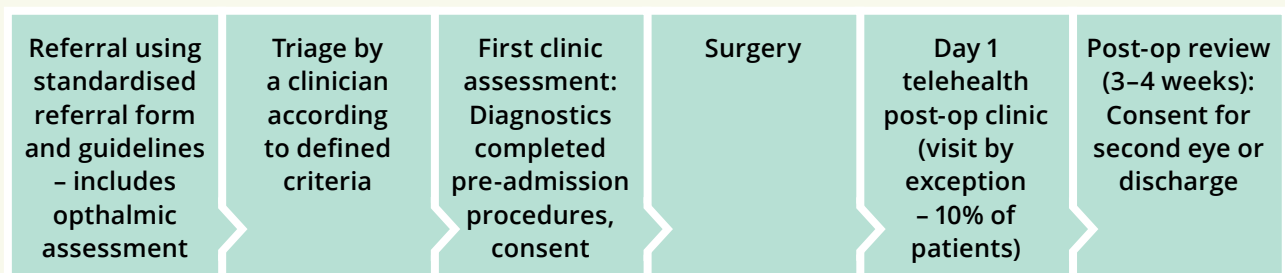 Referral using
standardised
referral form
and guidelines
– includes
opthalmic
assessment
Triage by
a clinician
according
to defined
criteria
First clinic
assessment:
Diagnostics
completed
pre-admission
procedures,
consent
Surgery
Day 1
telehealth
post-op clinic
(visit by
exception
– 10% of
patients)
Post-op review
(3–4 weeks):
Consent for
second eye or
discharge